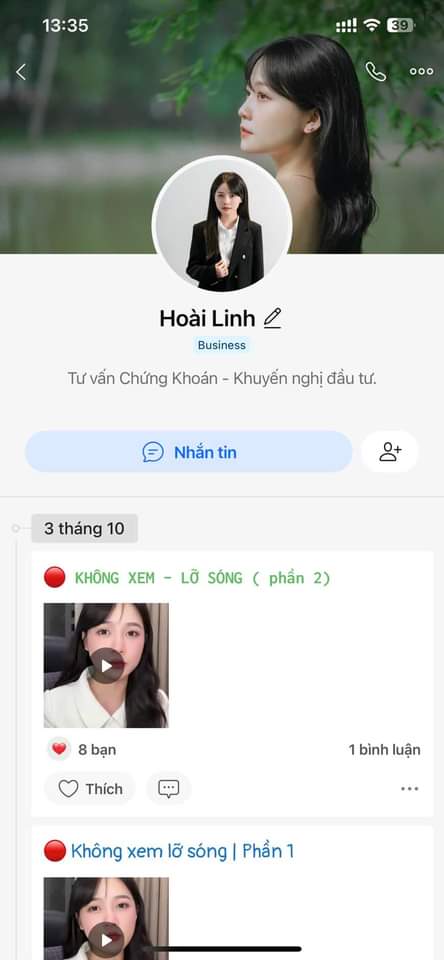 13:35
39
Hoài Linh
Business
Tư vấn Chứng Khoán - Khuyến nghị đầu tư.
Nhắn tin
3 tháng 10
KHÔNG XEM - LỠ SÓNG ( phần 2)
8 bạn
1 bình luận
Thích
Không xem lỡ sóng | Phần 1